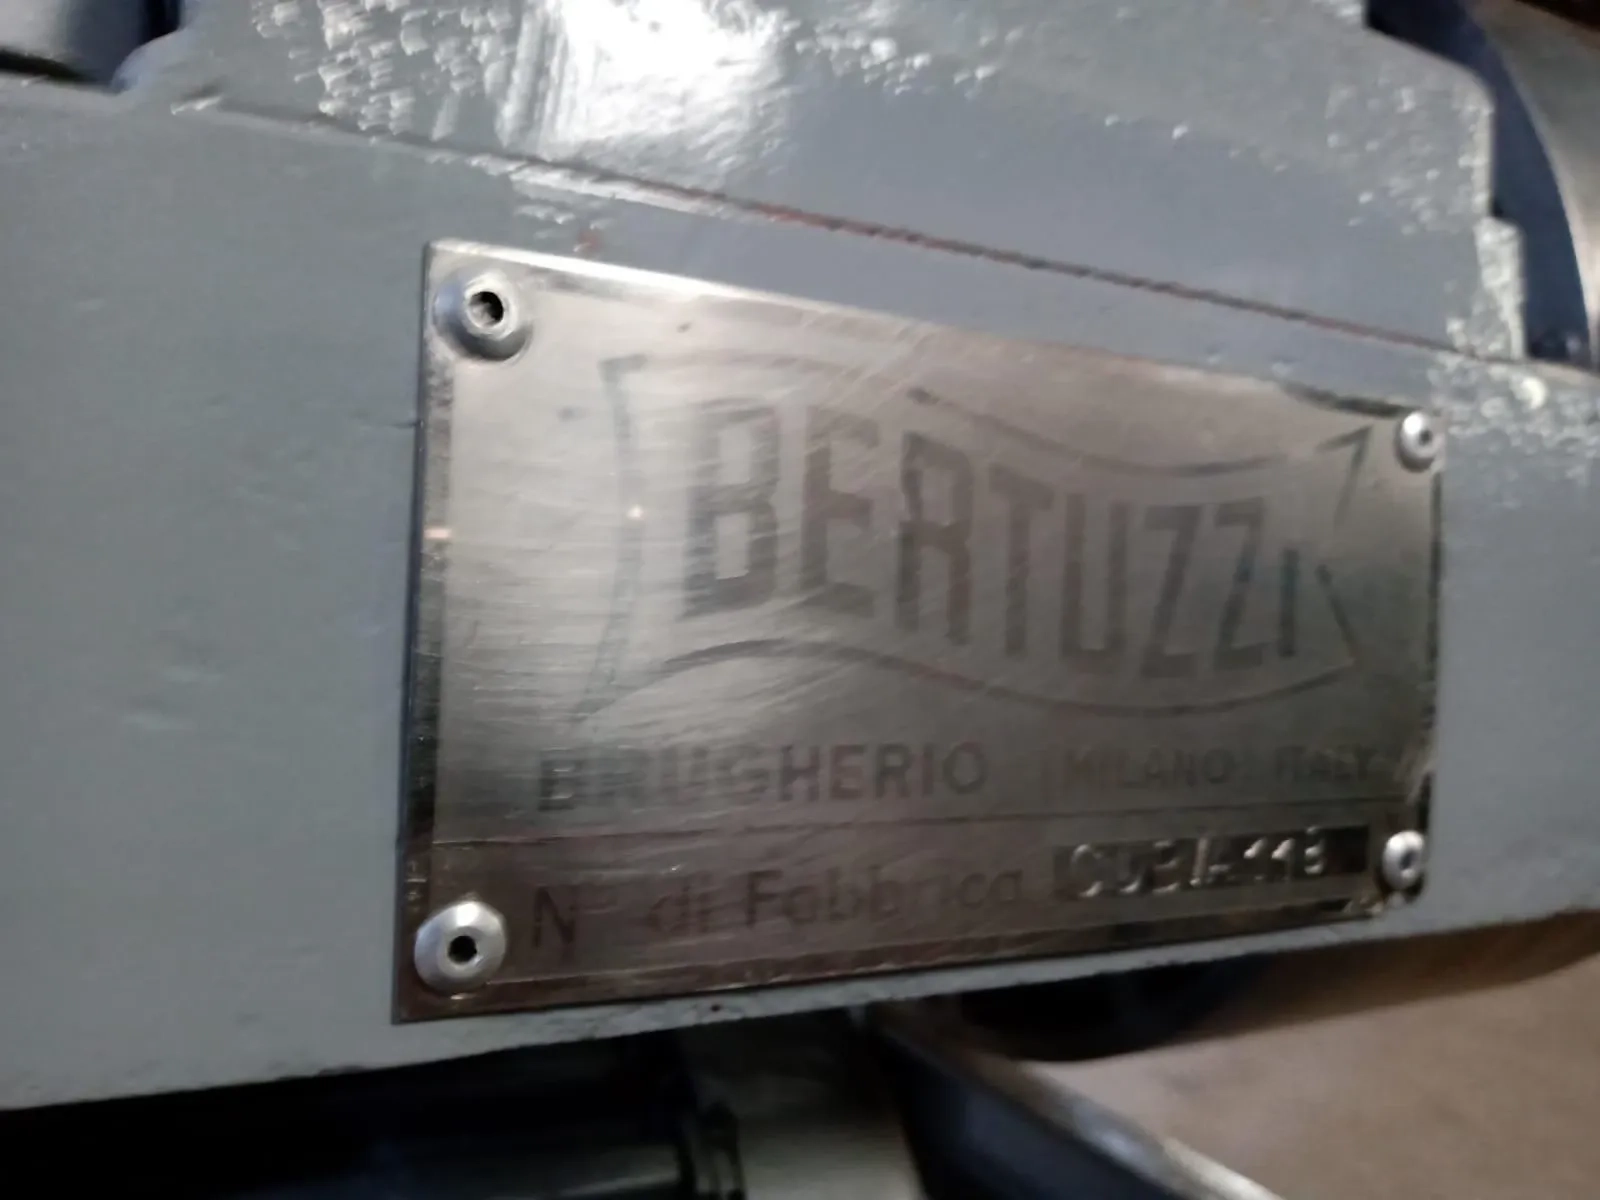 BERTUZZI
BRUGHERIO (MILANO) ITALY
N° di Fabbrica